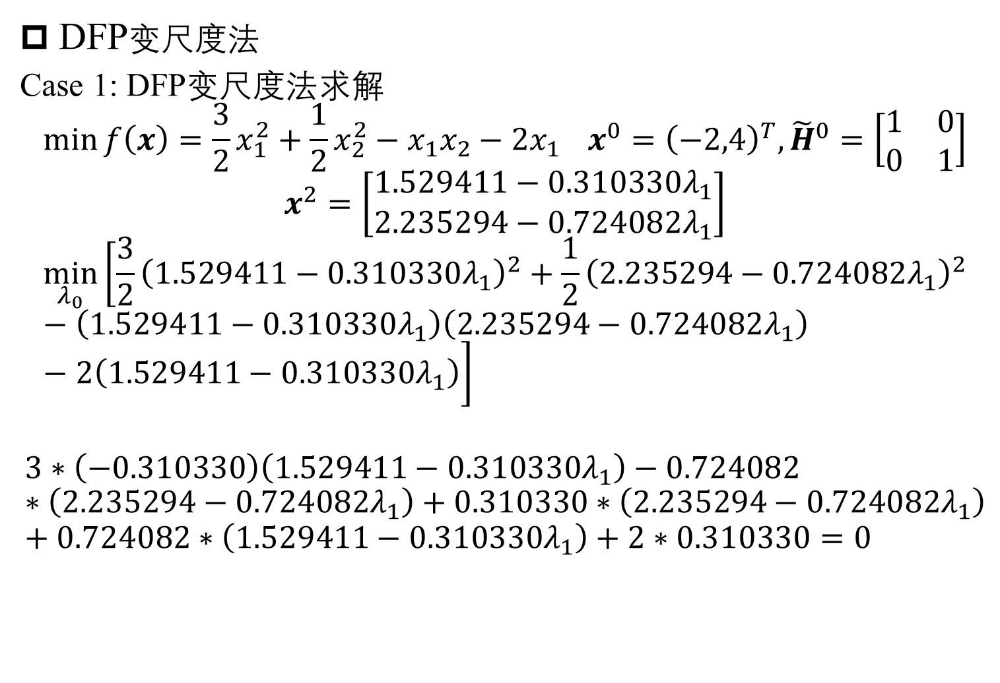 DFP变尺度法
Case 1: DFP变尺度法求解
$\min f(\boldsymbol{x}) = \frac{3}{2}x_1^2 + \frac{1}{2}x_2^2 - x_1x_2 - 2x_1 \quad \boldsymbol{x}^0 = (-2,4)^T, \widetilde{\boldsymbol{H}}^0 = \begin{bmatrix} 1 & 0 \\ 0 & 1 \end{bmatrix}$
$\boldsymbol{x}^2 = \begin{bmatrix} 1.529411 - 0.310330\lambda_1 \\ 2.235294 - 0.724082\lambda_1 \end{bmatrix}$
$\min_{\lambda_0} \left[ \frac{3}{2}(1.529411 - 0.310330\lambda_1)^2 + \frac{1}{2}(2.235294 - 0.724082\lambda_1)^2 \right.$
$- (1.529411 - 0.310330\lambda_1)(2.235294 - 0.724082\lambda_1)$
$\left. - 2(1.529411 - 0.310330\lambda_1) \right]$
$3 * (-0.310330)(1.529411 - 0.310330\lambda_1) - 0.724082$
$* (2.235294 - 0.724082\lambda_1) + 0.310330 * (2.235294 - 0.724082\lambda_1)$
$+ 0.724082 * (1.529411 - 0.310330\lambda_1) + 2 * 0.310330 = 0$